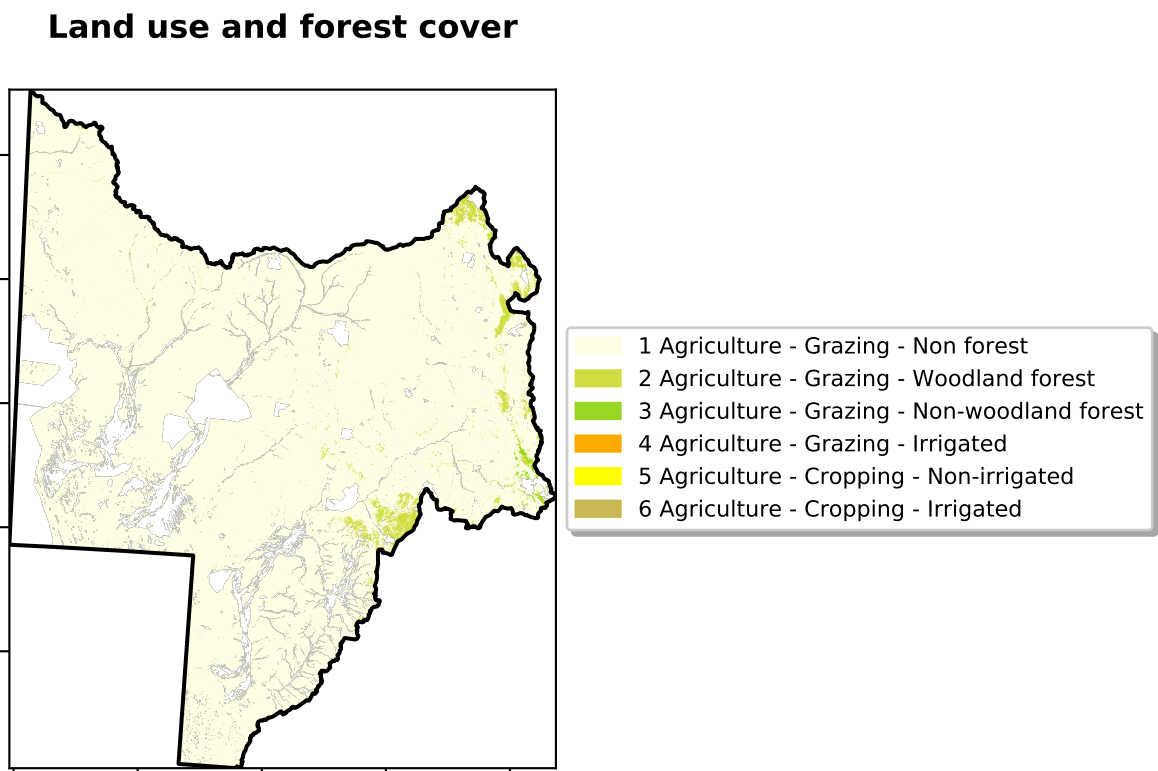 Land use and forest cover
1 Agriculture - Grazing - Non forest
2 Agriculture - Grazing - Woodland forest
3 Agriculture - Grazing - Non-woodland forest
4 Agriculture - Grazing - Irrigated
5 Agriculture - Cropping - Non-irrigated
6 Agriculture - Cropping - Irrigated